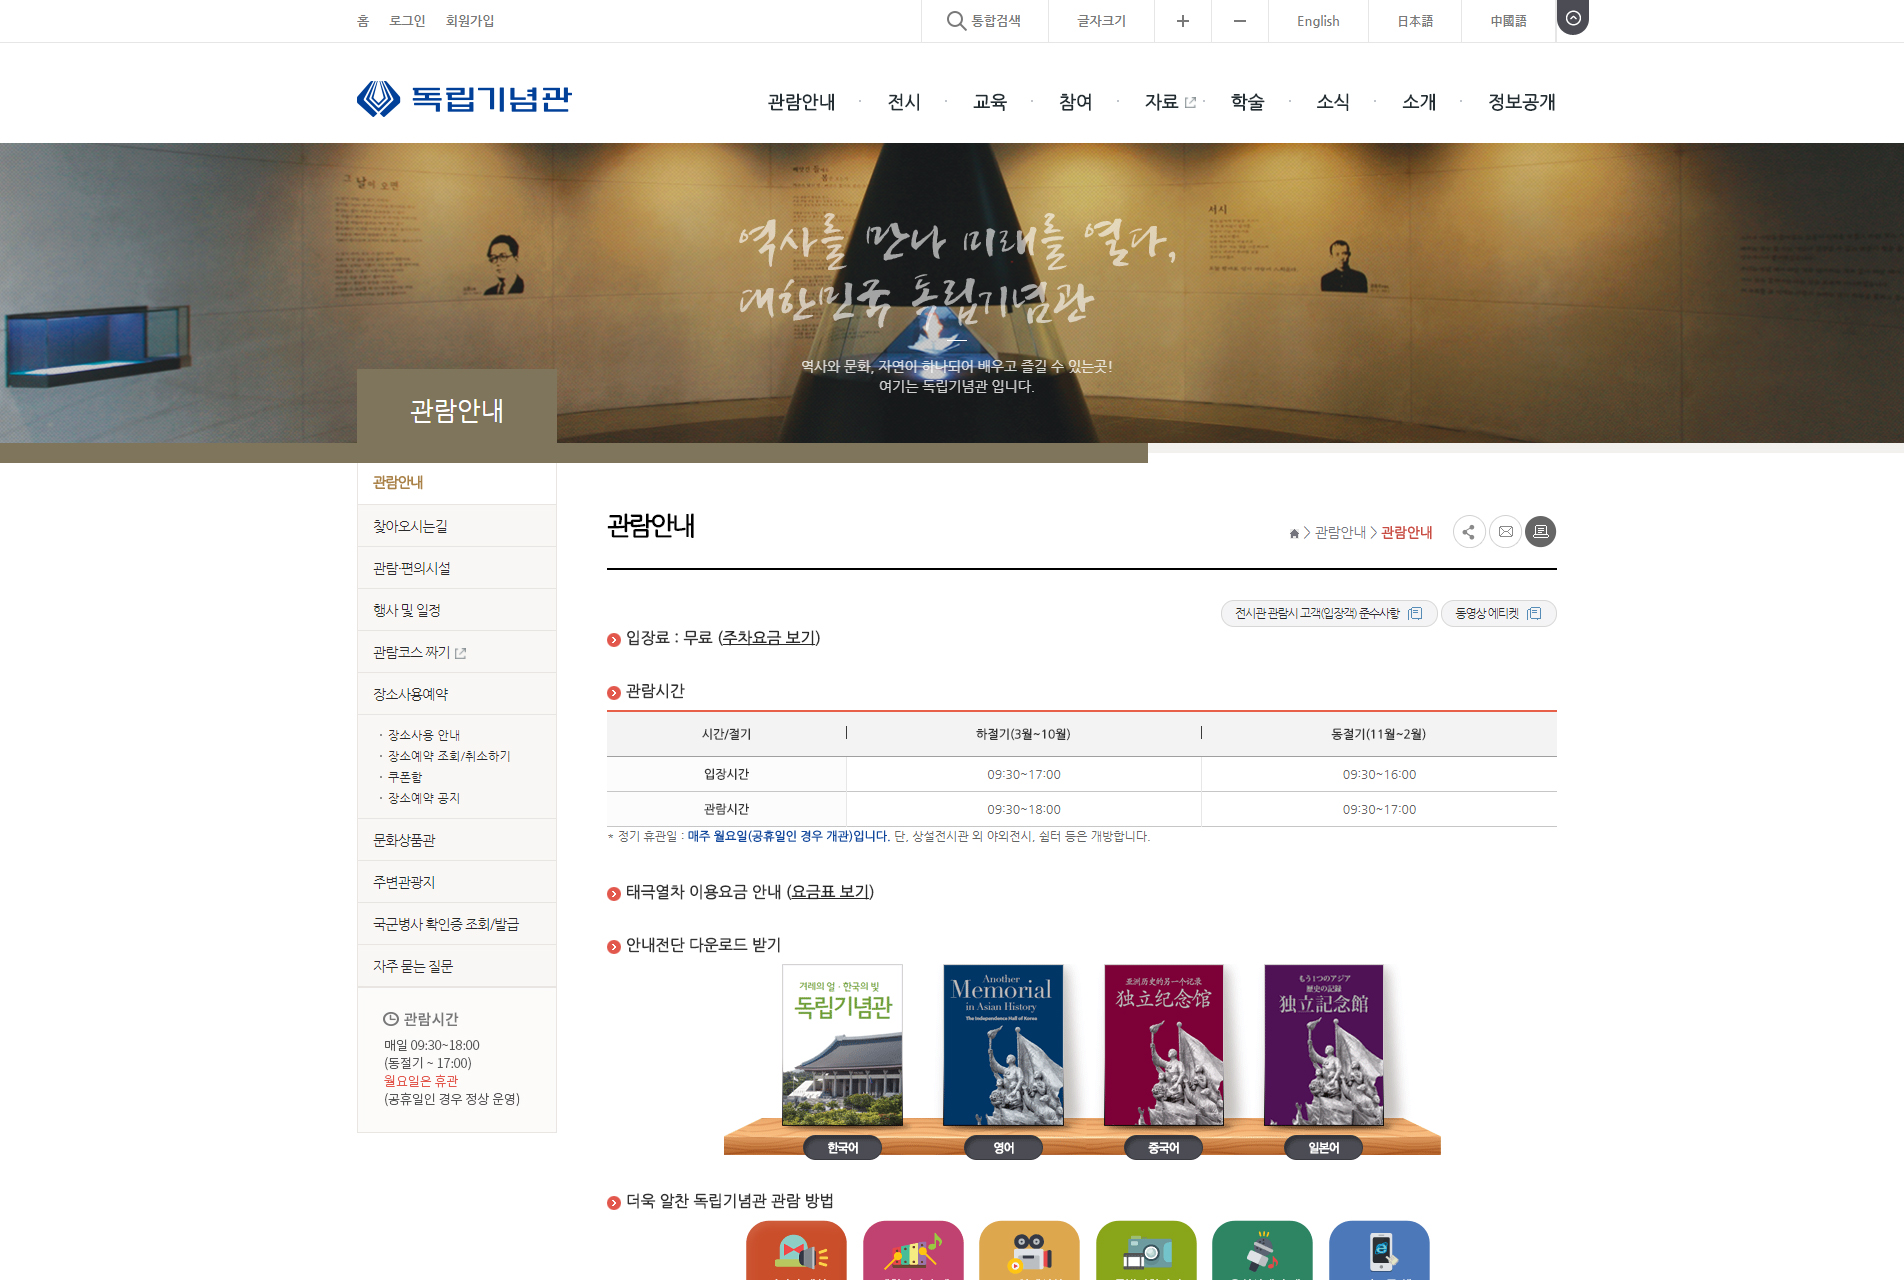 홈 로그인 회원가입
통합검색 글자크기 + − English 日本語 中國語
독립기념관
관람안내 · 전시 · 교육 · 참여 · 자료 · 학술 · 소식 · 소개 · 정보공개
그 날이 오면
서시
역사를 만나 미래를 열다,
대한민국 독립기념관
역사와 문화, 자연이 하나되어 배우고 즐길 수 있는곳!
여기는 독립기념관 입니다.
관람안내
관람안내
찾아오시는길
관람·편의시설
행사 및 일정
관람코스 짜기
장소사용예약
· 장소사용 안내
· 장소예약 조회/취소하기
· 쿠폰함
· 장소예약 공지
문화상품관
주변관광지
국군병사 확인증 조회/발급
자주 묻는 질문
관람시간
매일 09:30~18:00
(동절기 ~ 17:00)
월요일은 휴관
(공휴일인 경우 정상 운영)
관람안내
> 관람안내 > 관람안내
전시관 관람시 고객(입장객) 준수사항 동영상 에티켓
입장료 : 무료 (주차요금 보기)
관람시간
시간/절기 하절기(3월~10월) 동절기(11월~2월)
입장시간 09:30~17:00 09:30~16:00
관람시간 09:30~18:00 09:30~17:00
* 정기 휴관일 : 매주 월요일(공휴일인 경우 개관)입니다. 단, 상설전시관 외 야외전시, 쉼터 등은 개방합니다.
태극열차 이용요금 안내 (요금표 보기)
안내전단 다운로드 받기
겨레의 얼 · 한국의 빛
독립기념관
Another
Memorial
in Asian History
The Independence Hall of Korea
亚洲历史的另一个记录
独立纪念馆
もう1つのアジア
歴史の記録
独立記念館
한국어 영어 중국어 일본어
더욱 알찬 독립기념관 관람 방법